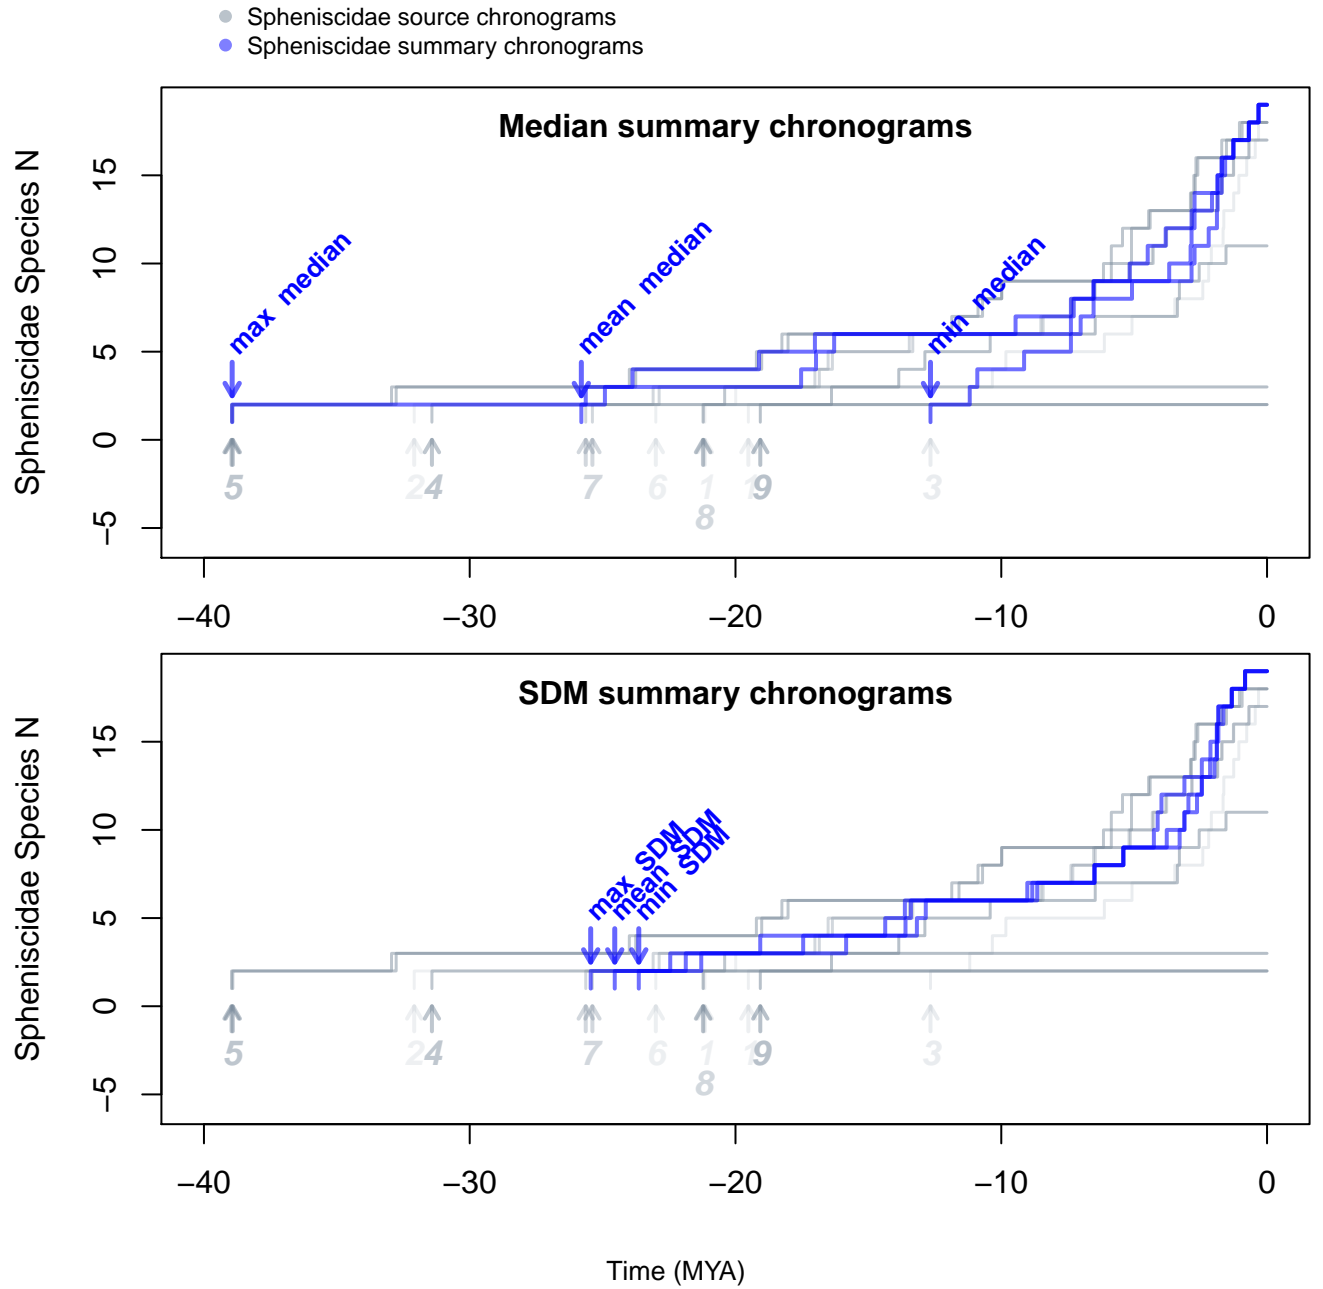 Spheniscidae source chronograms
Spheniscidae summary chronograms
Median summary chronograms
Spheniscidae Species N
15
10
5
0
−5
max median
mean median
min median
5 2 4 7 6 1 1 9 3
8
−40 −30 −20 −10 0
SDM summary chronograms
Spheniscidae Species N
15
10
5
0
−5
max SDM
mean SDM
min SDM
5 2 4 7 6 1 1 9 3
8
−40 −30 −20 −10 0
Time (MYA)